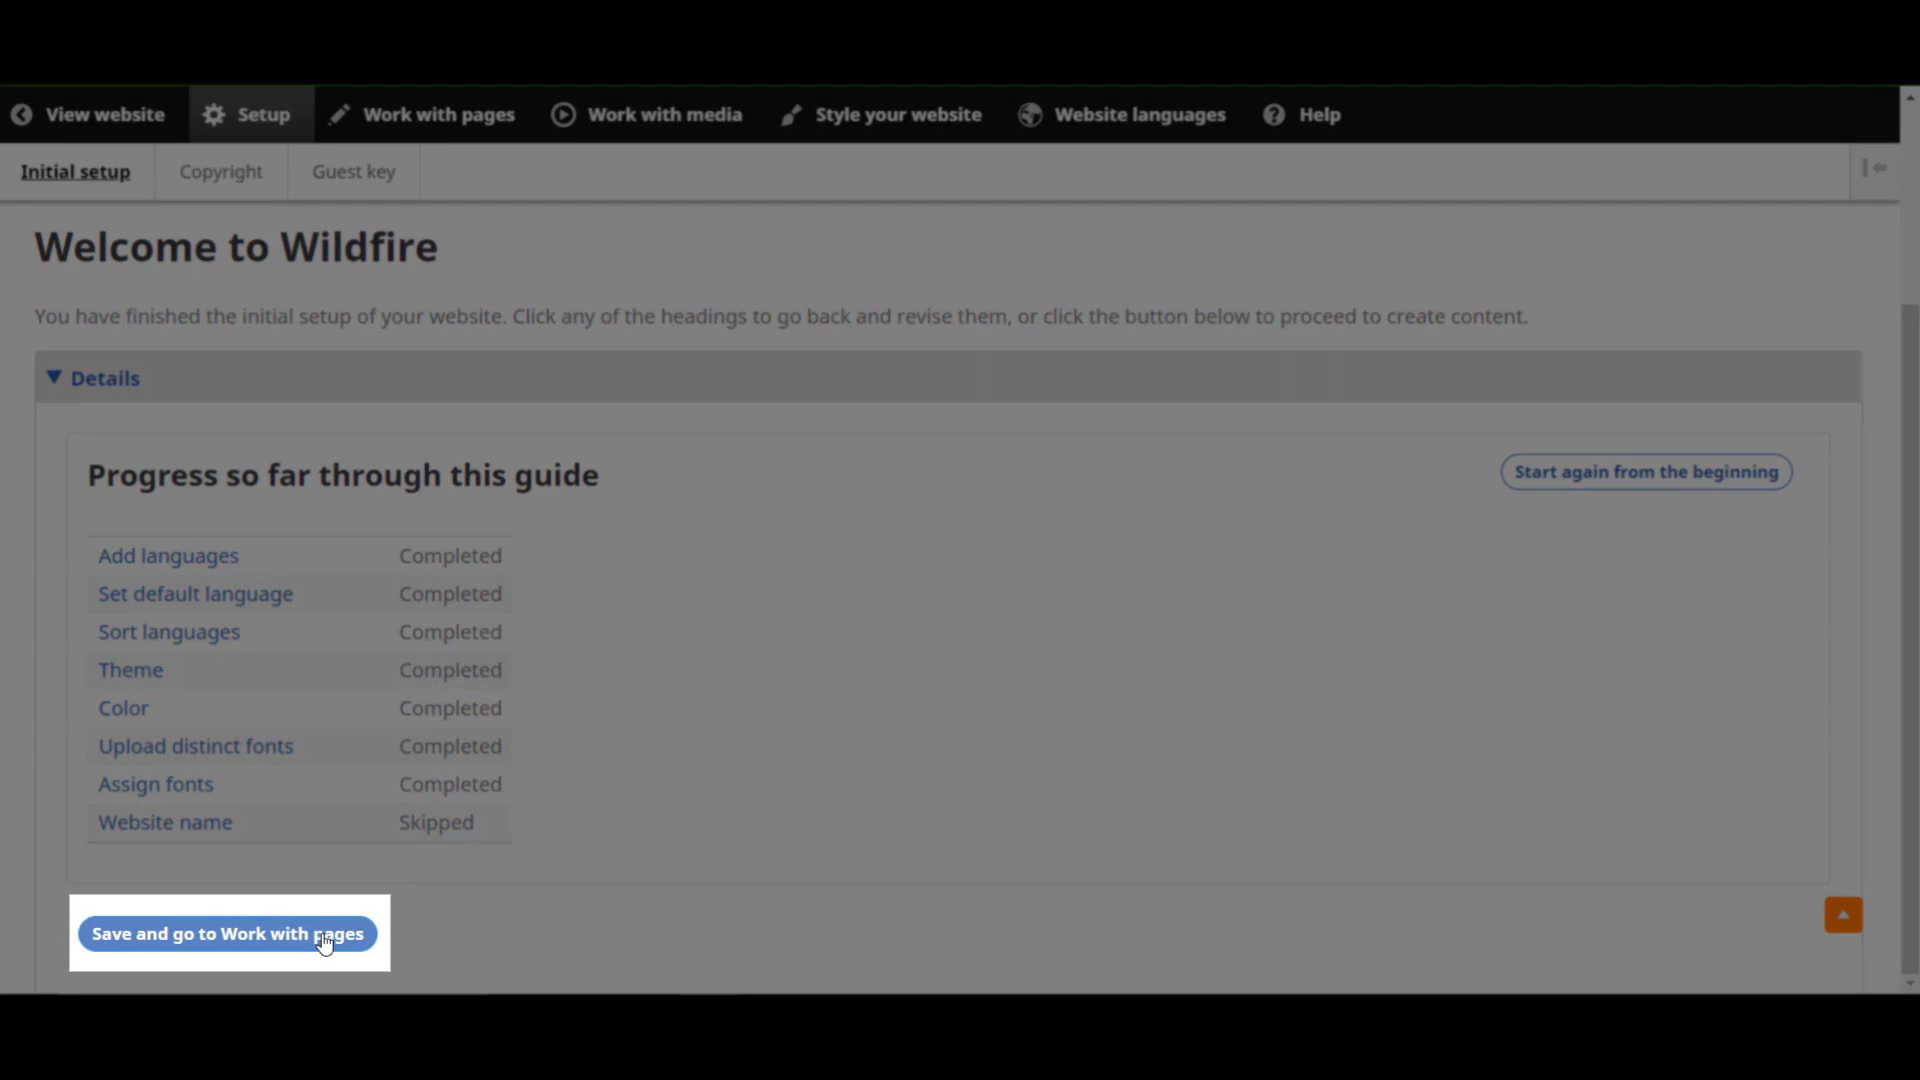 View website Setup Work with pages Work with media Style your website Website languages Help
Initial setup Copyright Guest key
Welcome to Wildfire
You have finished the initial setup of your website. Click any of the headings to go back and revise them, or click the button below to proceed to create content.
Details
Progress so far through this guide
Start again from the beginning
Add languages Completed
Set default language Completed
Sort languages Completed
Theme Completed
Color Completed
Upload distinct fonts Completed
Assign fonts Completed
Website name Skipped
Save and go to Work with pages